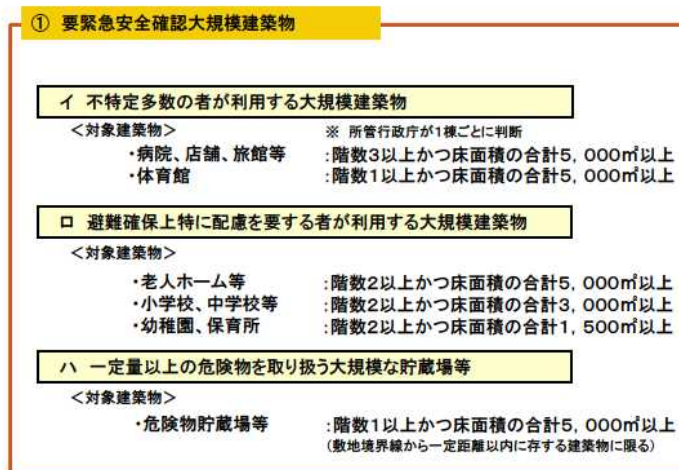 ① 要緊急安全確認大規模建築物
イ 不特定多数の者が利用する大規模建築物
＜対象建築物＞ ※ 所管行政庁が1棟ごとに判断
・病院、店舗、旅館等 :階数3以上かつ床面積の合計5，000㎡以上
・体育館 :階数1以上かつ床面積の合計5，000㎡以上
ロ 避難確保上特に配慮を要する者が利用する大規模建築物
＜対象建築物＞
・老人ホーム等 :階数2以上かつ床面積の合計5，000㎡以上
・小学校、中学校等 :階数2以上かつ床面積の合計3，000㎡以上
・幼稚園、保育所 :階数2以上かつ床面積の合計1，500㎡以上
ハ 一定量以上の危険物を取り扱う大規模な貯蔵場等
＜対象建築物＞
・危険物貯蔵場等 :階数1以上かつ床面積の合計5，000㎡以上
(敷地境界線から一定距離以内に存する建築物に限る)